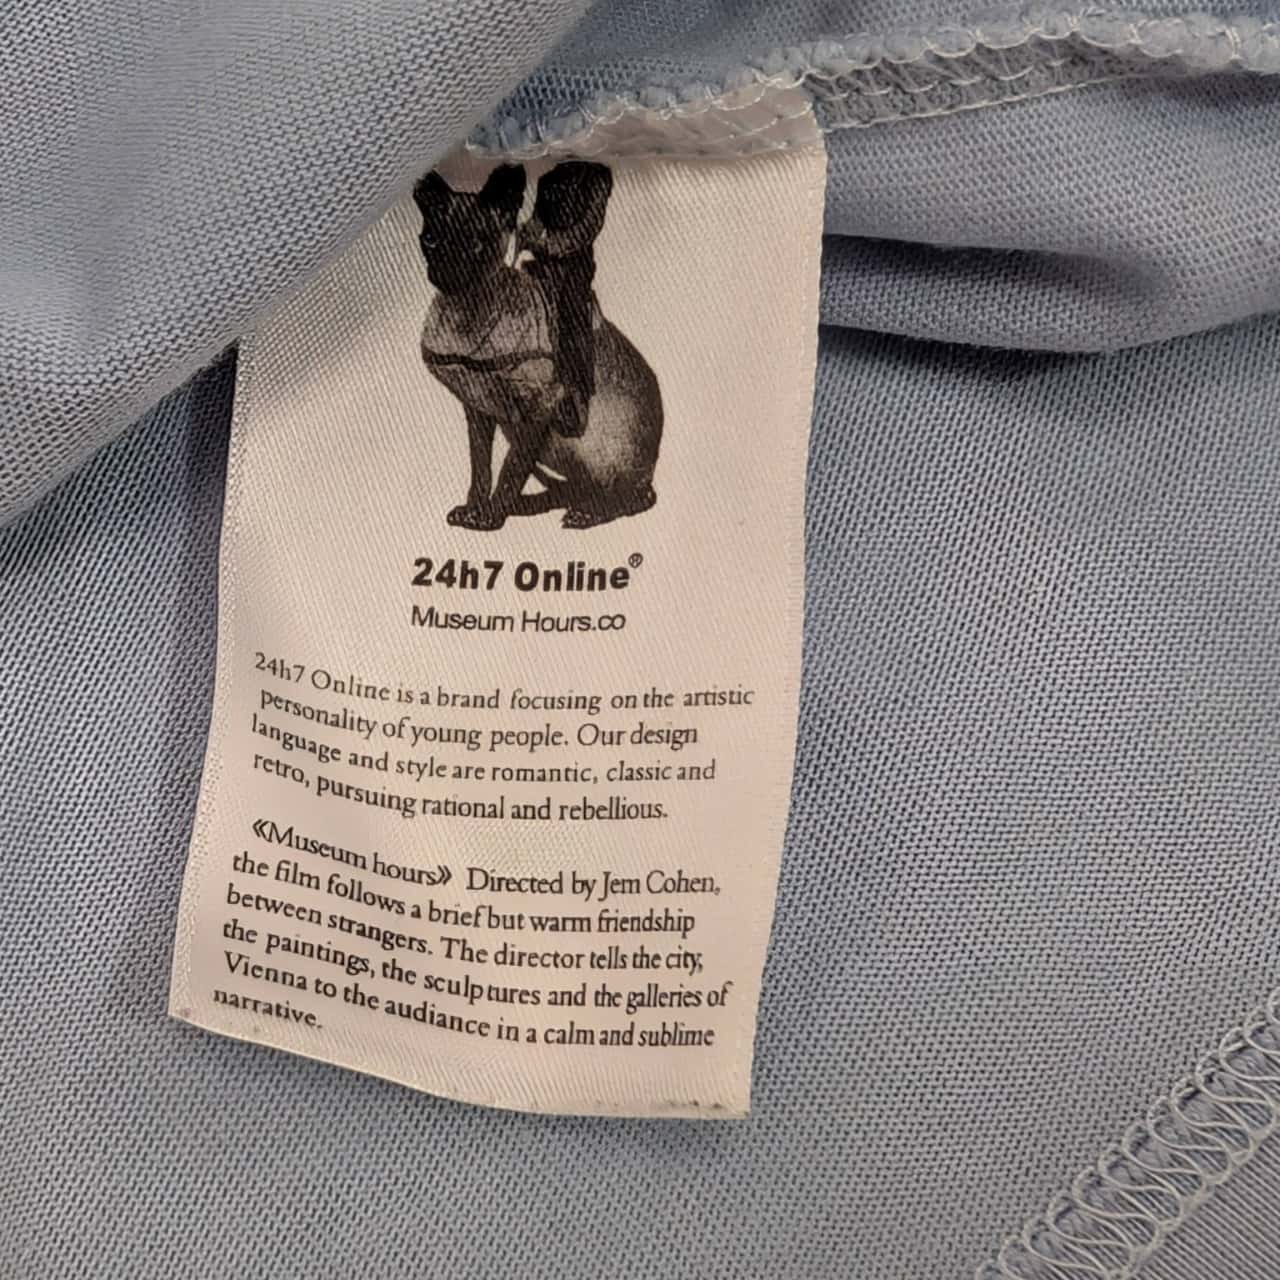 24h7 Online®
Museum Hours.co
24h7 Online is a brand focusing on the artistic
personality of young people. Our design
language and style are romantic, classic and
retro, pursuing rational and rebellious.
《Museum hours》 Directed by Jem Cohen,
the film follows a brief but warm friendship
between strangers. The director tells the city,
the paintings, the sculptures and the galleries of
Vienna to the audiance in a calm and sublime
narrative.